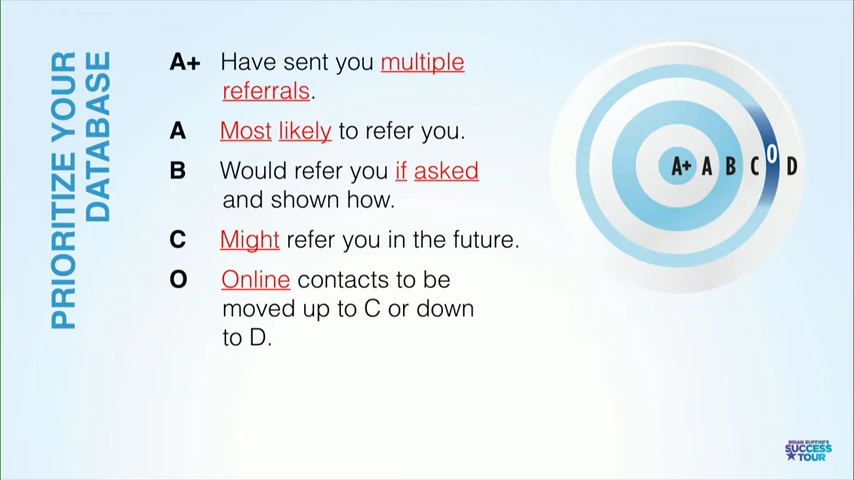 PRIORITIZE YOUR
DATABASE
A+ Have sent you multiple
referrals.
A Most likely to refer you.
B Would refer you if asked
and shown how.
C Might refer you in the future.
O Online contacts to be
moved up to C or down
to D.
A+ A B C O D
BRIAN BUFFINI'S
SUCCESS
TOUR